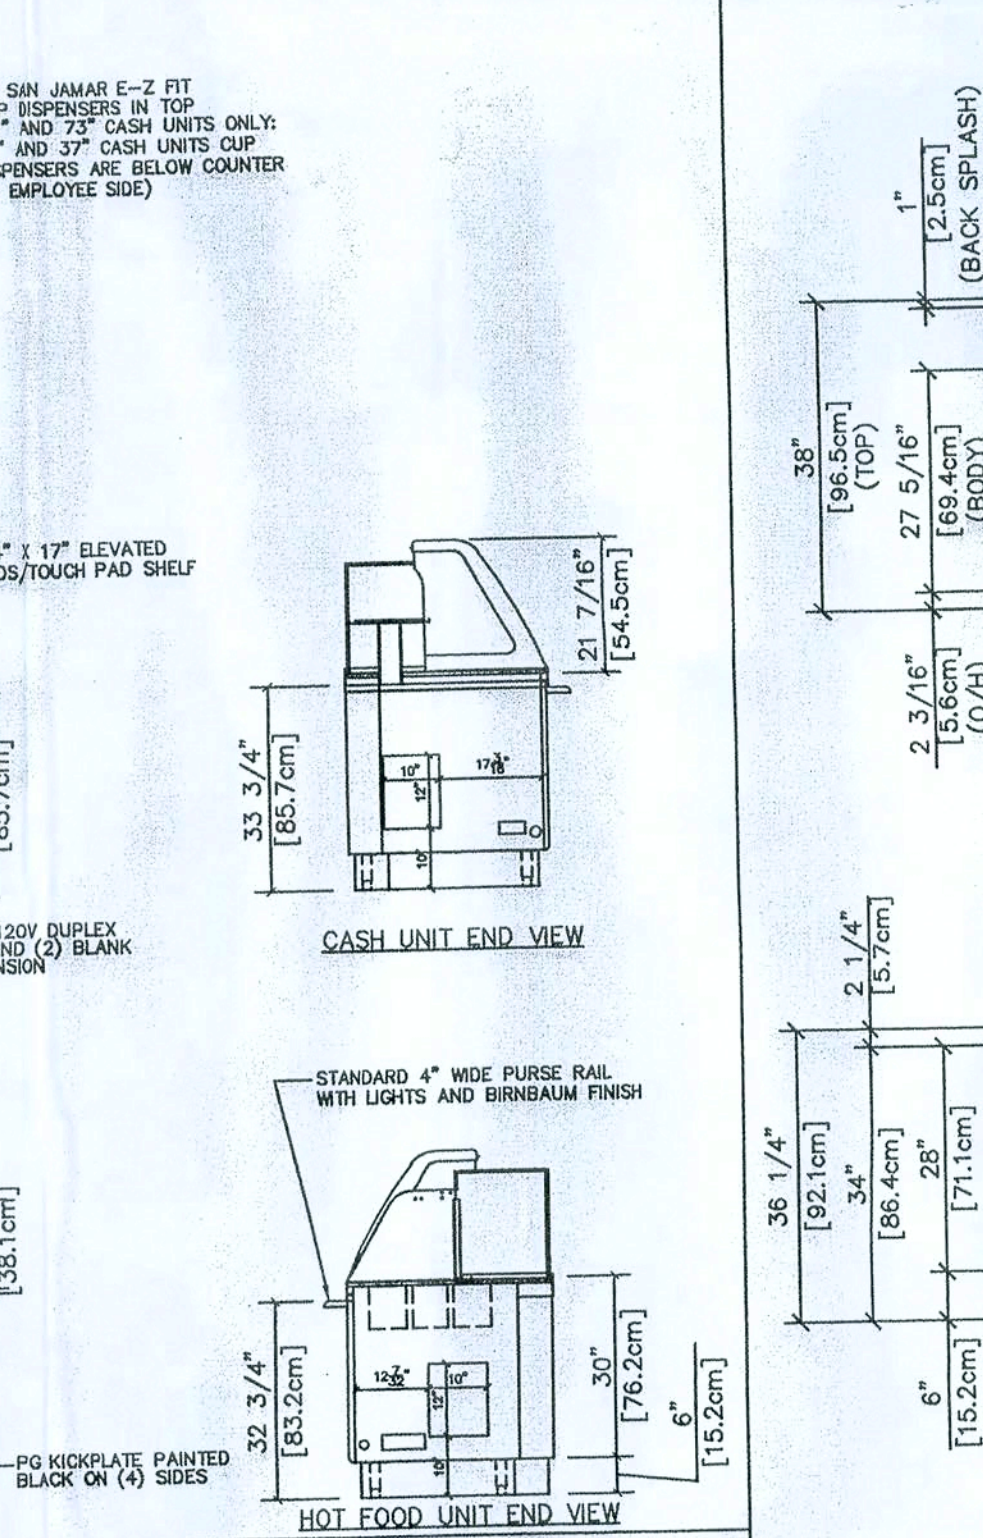 SAN JAMAR E-Z FIT
DISPENSERS IN TOP
AND 73" CASH UNITS ONLY:
AND 37" CASH UNITS CUP
ARE BELOW COUNTER
EMPLOYEE SIDE)
X 17" ELEVATED
/TOUCH PAD SHELF
21 7/16"
[54.5cm]
33 3/4"
[85.7cm]
10"
12"
10"
CASH UNIT END VIEW
120V DUPLEX
(2) BLANK
STANDARD 4" WIDE PURSE RAIL
WITH LIGHTS AND BIRNBAUM FINISH
[38.1cm]
32 3/4"
[83.2cm]
12 7/32"
10"
12"
10"
30"
[76.2cm]
6"
[15.2cm]
PG KICKPLATE PAINTED
BLACK ON (4) SIDES
HOT FOOD UNIT END VIEW
1"
[2.5cm]
(BACK SPLASH)
38"
[96.5cm]
(TOP)
27 5/16"
[69.4cm]
(BODY)
2 3/16"
[5.6cm]
(O/H)
2 1/4"
[5.7cm]
36 1/4"
[92.1cm]
34"
[86.4cm]
28"
[71.1cm]
6"
[15.2cm]